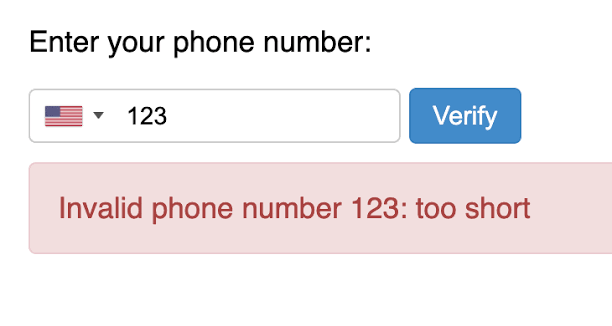 Enter your phone number:
123
Verify
Invalid phone number 123: too short